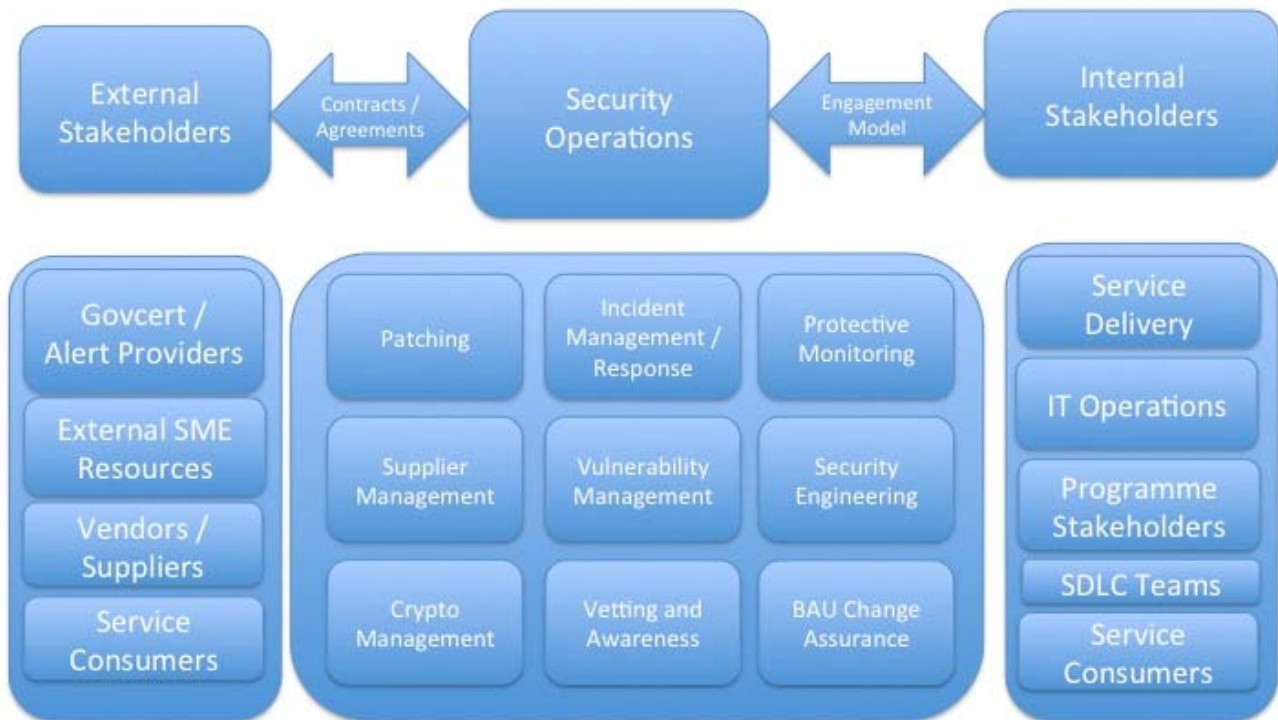 External
Stakeholders
Contracts /
Agreements
Security
Operations
Engagement
Model
Internal
Stakeholders
Govcert /
Alert Providers
External SME
Resources
Vendors /
Suppliers
Service
Consumers
Patching
Incident
Management /
Response
Protective
Monitoring
Supplier
Management
Vulnerability
Management
Security
Engineering
Crypto
Management
Vetting and
Awareness
BAU Change
Assurance
Service
Delivery
IT Operations
Programme
Stakeholders
SDLC Teams
Service
Consumers